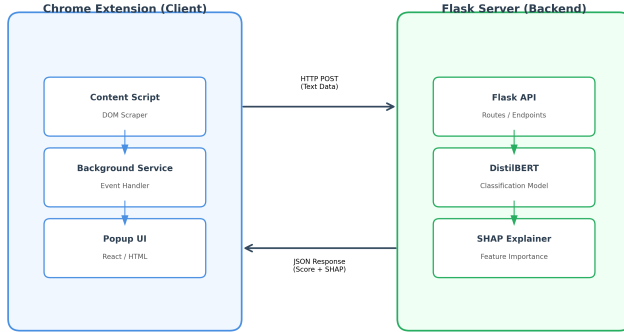 Chrome Extension (Client)
Content Script
DOM Scraper
Background Service
Event Handler
Popup UI
React / HTML
HTTP POST
(Text Data)
JSON Response
(Score + SHAP)
Flask Server (Backend)
Flask API
Routes / Endpoints
DistilBERT
Classification Model
SHAP Explainer
Feature Importance